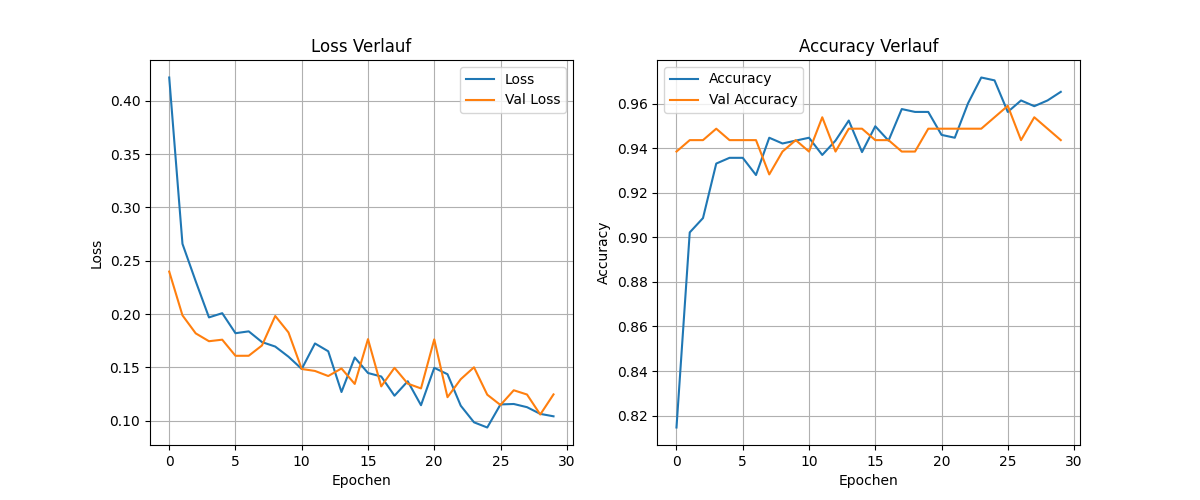 Loss Verlauf
Loss
Val Loss
0.40
0.35
0.30
0.25
0.20
0.15
0.10
Loss
0 5 10 15 20 25 30
Epochen
Accuracy Verlauf
Accuracy
Val Accuracy
0.96
0.94
0.92
0.90
0.88
0.86
0.84
0.82
Accuracy
0 5 10 15 20 25 30
Epochen